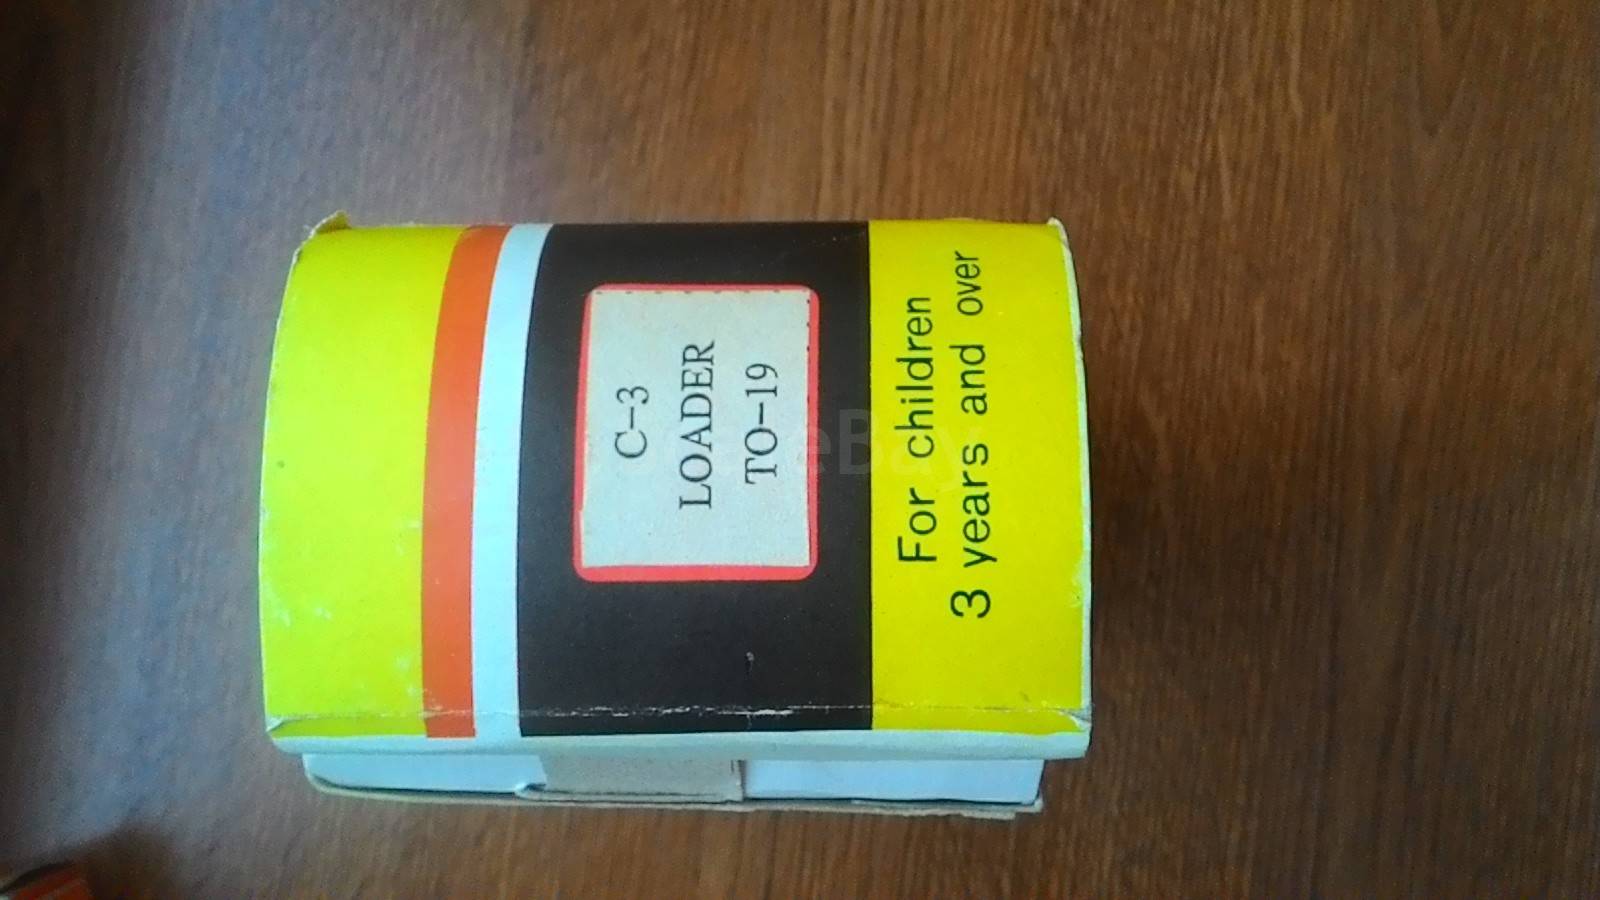 C-3
LOADER
TO-19
For children
3 years and over